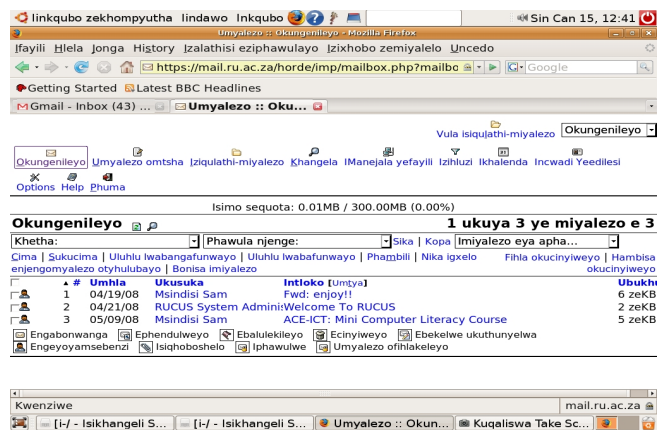 Iinkqubo zekhompyutha Iindawo Inkqubo Sin Can 15, 12:41
Umyalezo :: Okungenileyo - Mozilla Firefox
Ifayili Hlela Jonga History Izalathisi eziphawulayo Izixhobo zemiyalelo Uncedo
https://mail.ru.ac.za/horde/imp/mailbox.php?mailbo Google
Getting Started Latest BBC Headlines
Gmail - Inbox (43) ... Umyalezo :: Oku...
Vula isiqulathi-miyalezo Okungenileyo
Okungenileyo Umyalezo omtsha Iziqulathi-miyalezo Khangela IManejala yefayili Izihluzi Ikhalenda Incwadi Yeedilesi
Options Help Phuma
Isimo sequota: 0.01MB / 300.00MB (0.00%)
Okungenileyo 1 ukuya 3 ye miyalezo e 3
Khetha: Phawula njenge: Sika | Kopa Imiyalezo eya apha...
Cima | Sukucima | Uluhlu lwabangafunwayo | Uluhlu lwabafunwayo | Phambili | Nika igxelo Fihla okucinyiweyo | Hambisa
enjengomyalezo otyhulubayo | Bonisa imiyalezo okucinyiweyo
# Umhla Ukusuka Intloko [Umtya] Ubukhu
1 04/19/08 Msindisi Sam Fwd: enjoy!! 6 zeKB
2 04/21/08 RUCUS System Adminis Welcome To RUCUS 2 zeKB
3 05/09/08 Msindisi Sam ACE-ICT: Mini Computer Literacy Course 5 zeKB
Engabonwanga Ephendulweyo Ebalulekileyo Ecinyiweyo Ebekelwe ukuthunyelwa
Engeyoyamsebenzi Isiqhoboshelo Iphawulwe Umyalezo ofihlakeleyo
Kwenziwe mail.ru.ac.za
[i-/ - Isikhangeli S... [i-/ - Isikhangeli S... Umyalezo :: Okun... Kuqaliswa Take Sc...